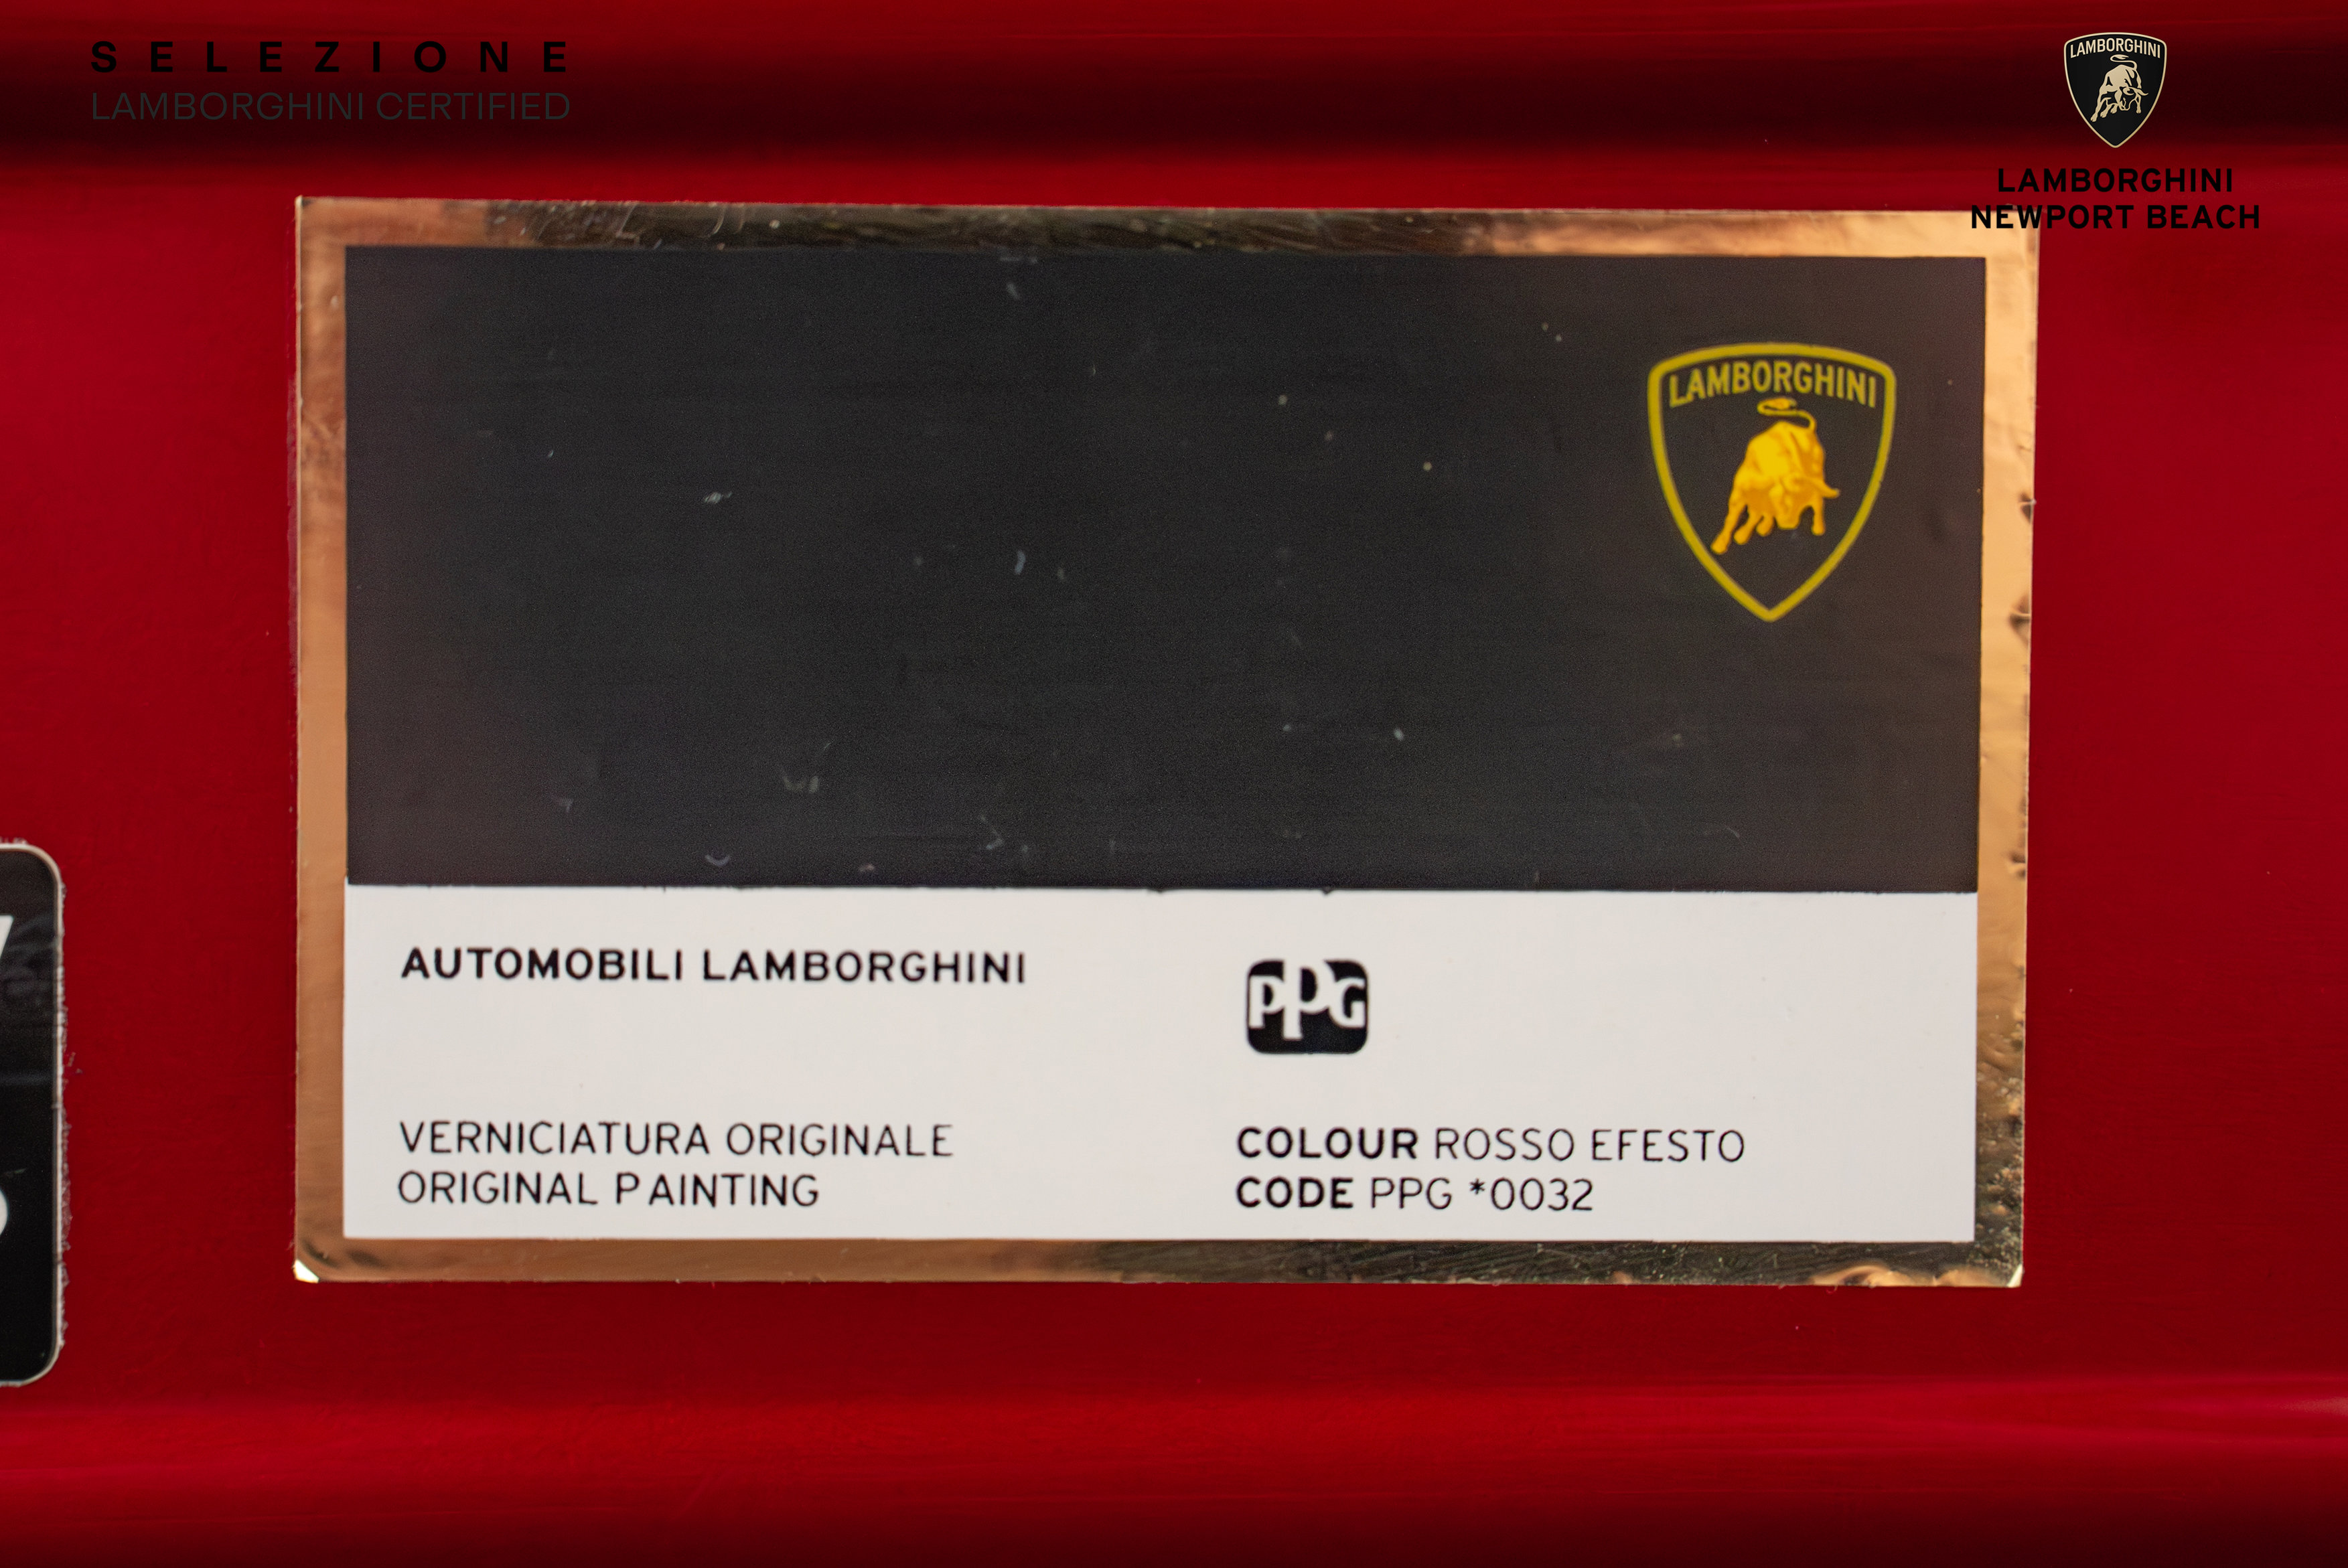 SELEZIONE
LAMBORGHINI CERTIFIED
LAMBORGHINI
LAMBORGHINI
NEWPORT BEACH
LAMBORGHINI
AUTOMOBILI LAMBORGHINI
PPG
VERNICIATURA ORIGINALE
ORIGINAL PAINTING
COLOUR ROSSO EFESTO
CODE PPG *0032